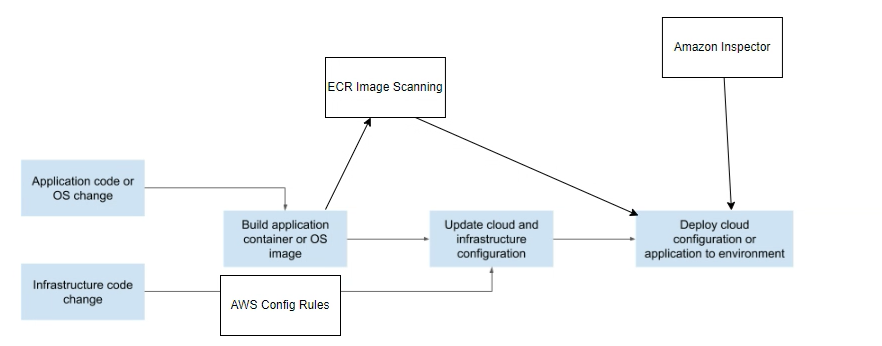 Amazon Inspector
ECR Image Scanning
Application code or
OS change
Build application
container or OS
image
Update cloud and
infrastructure
configuration
Deploy cloud
configuration or
application to environment
Infrastructure code
change
AWS Config Rules